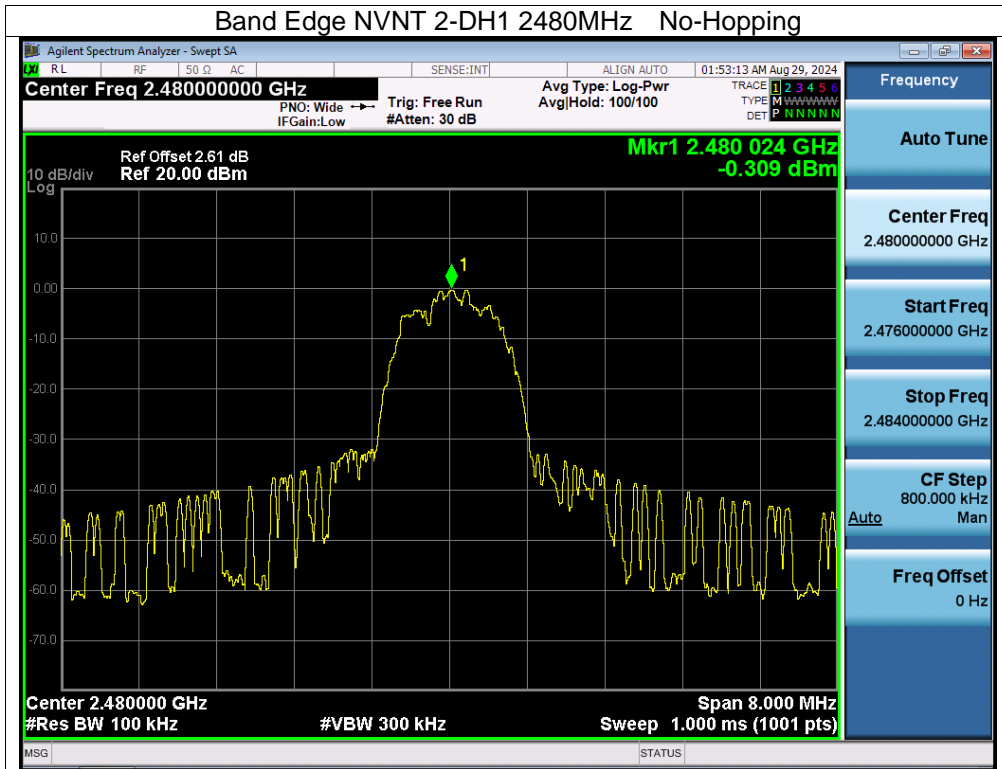 Band Edge NVNT 2-DH1 2480MHz No-Hopping
Agilent Spectrum Analyzer - Swept SA
LXI RL RF 50 Ω AC SENSE:INT ALIGN AUTO 01:53:13 AM Aug 29, 2024
Center Freq 2.480000000 GHz
PNO: Wide
IFGain:Low
Trig: Free Run
#Atten: 30 dB
Avg Type: Log-Pwr
Avg|Hold: 100/100
TRACE 1 2 3 4 5 6
TYPE M WWWWW
DET P N N N N N
Frequency
Mkr1 2.480 024 GHz
-0.309 dBm
Ref Offset 2.61 dB
Ref 20.00 dBm
10 dB/div
Log
1
10.0
0.00
-10.0
-20.0
-30.0
-40.0
-50.0
-60.0
-70.0
Center 2.480000 GHz
#Res BW 100 kHz
#VBW 300 kHz
Span 8.000 MHz
Sweep 1.000 ms (1001 pts)
Auto Tune
Center Freq
2.480000000 GHz
Start Freq
2.476000000 GHz
Stop Freq
2.484000000 GHz
CF Step
800.000 kHz
Auto Man
Freq Offset
0 Hz
MSG STATUS